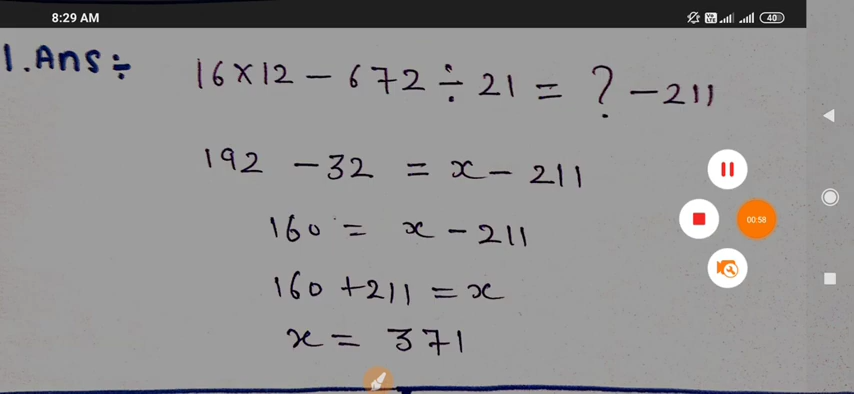 8:29 AM
40
1. Ans ÷ 16 × 12 – 672 ÷ 21 = ? – 211
192 – 32 = x – 211
160 = x – 211
160 + 211 = x
x = 371
00:58